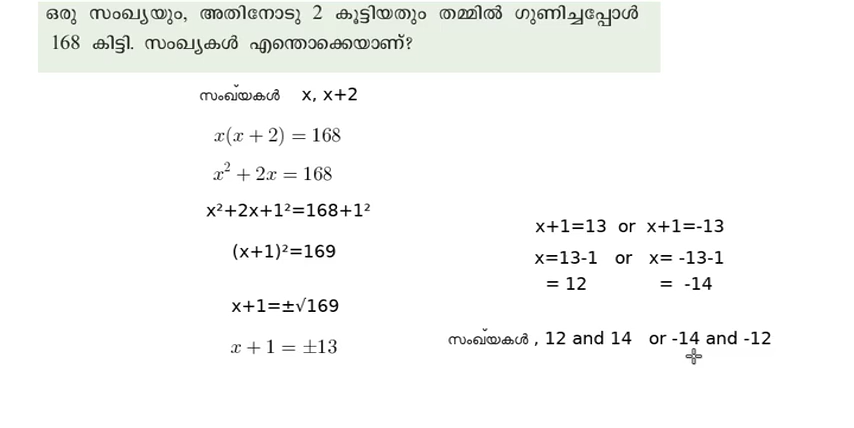 ഒരു സംഖ്യയും, അതിനോടു 2 കൂട്ടിയതും തമ്മിൽ ഗുണിച്ചപ്പോൾ
168 കിട്ടി. സംഖ്യകൾ എന്തൊക്കെയാണ്?
സംഖ്യകൾ x, x+2
x(x + 2) = 168
x² + 2x = 168
x²+2x+1²=168+1²
(x+1)²=169
x+1=±√169
x + 1 = ±13
x+1=13 or x+1=-13
x=13-1 or x= -13-1
= 12 = -14
സംഖ്യകൾ , 12 and 14 or -14 and -12